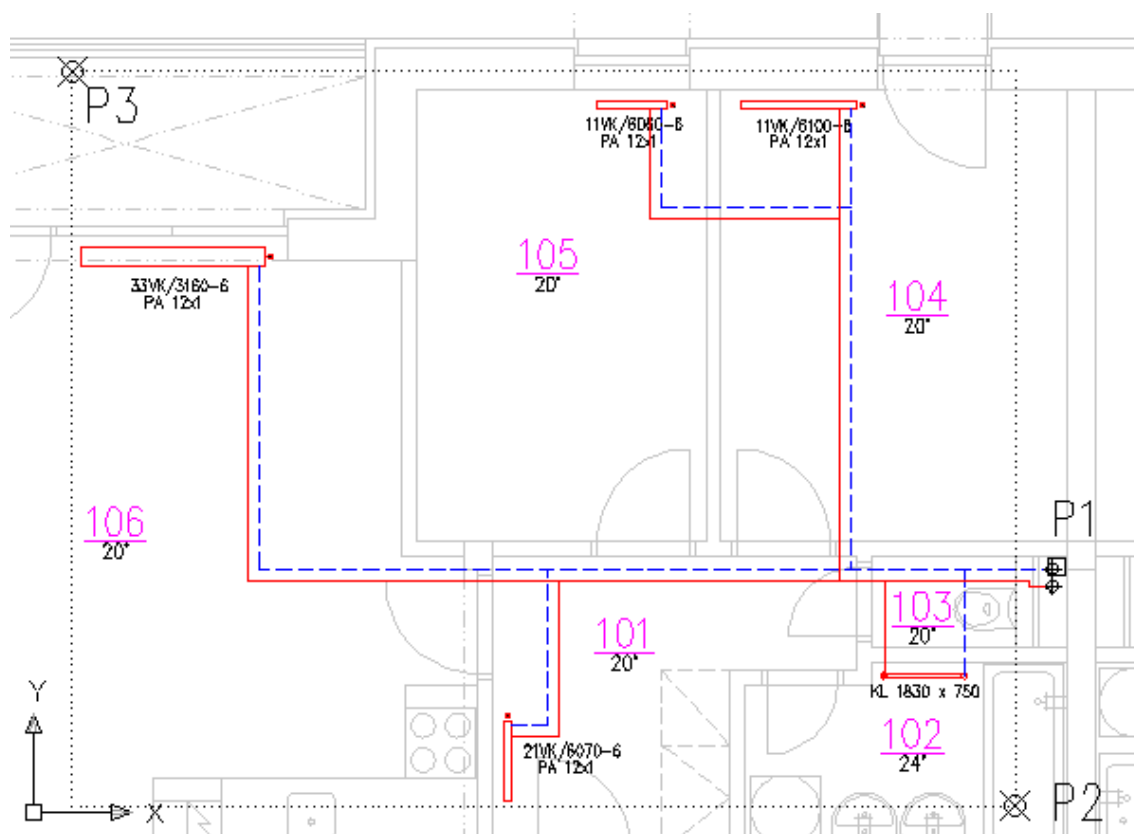 P3
11VK/6060-6
PA 12x1
11VK/6100-6
PA 12x1
105
20°
33VK/3160-6
PA 12x1
104
20°
106
20°
P1
103
20°
101
20°
KL 1830 x 750
Y
21VK/6070-6
PA 12x1
102
24°
X
P2